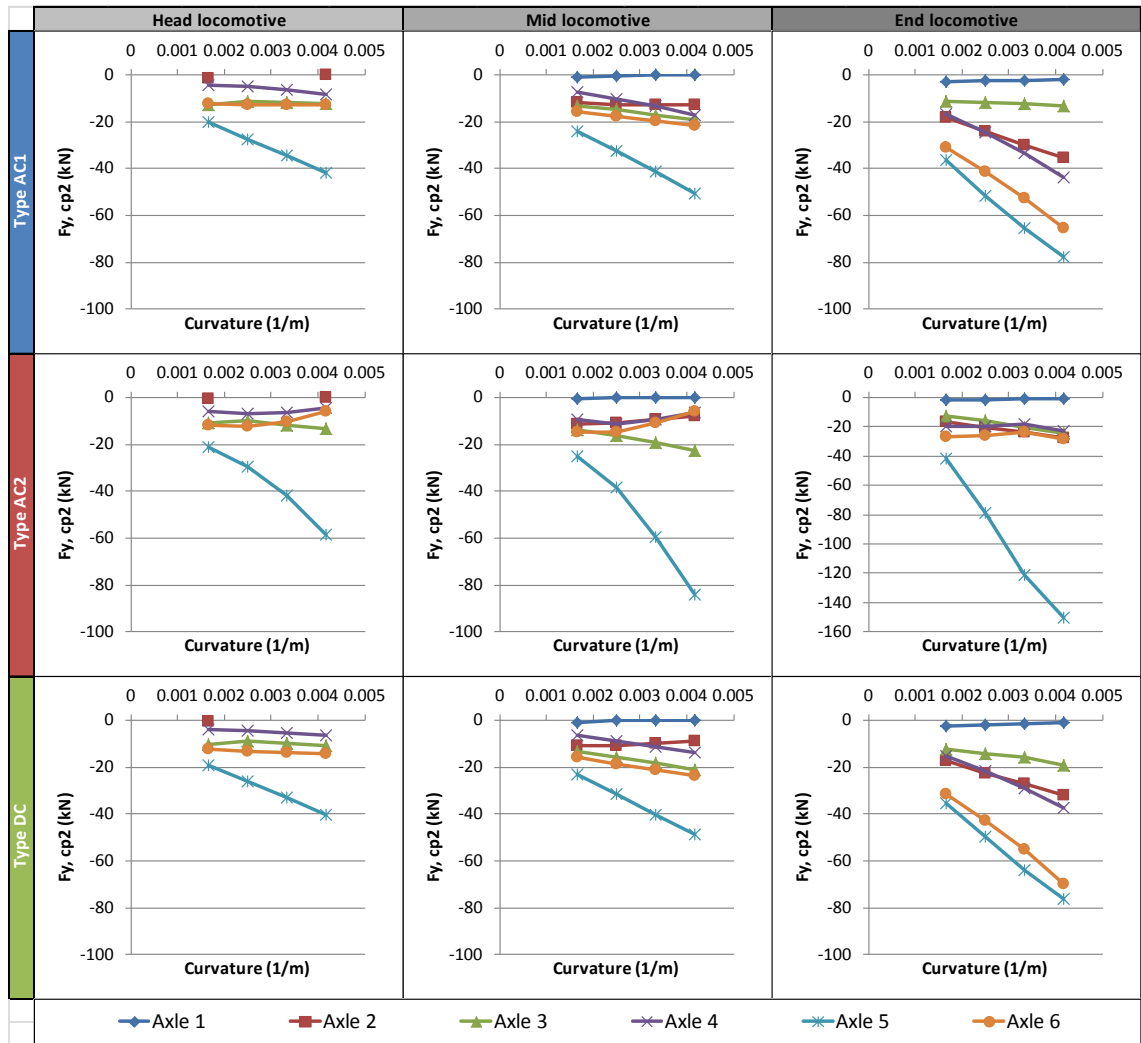 Head locomotive Mid locomotive End locomotive
Type AC1
0 0.001 0.002 0.003 0.004 0.005
0
-20
-40
-60
-80
-100
Fy, cp2 (kN)
Curvature (1/m)
0 0.001 0.002 0.003 0.004 0.005
0
-20
-40
-60
-80
-100
Fy, cp2 (kN)
Curvature (1/m)
0 0.001 0.002 0.003 0.004 0.005
0
-20
-40
-60
-80
-100
Fy, cp2 (kN)
Curvature (1/m)
Type AC2
0 0.001 0.002 0.003 0.004 0.005
0
-20
-40
-60
-80
-100
Fy, cp2 (kN)
Curvature (1/m)
0 0.001 0.002 0.003 0.004 0.005
0
-20
-40
-60
-80
-100
Fy, cp2 (kN)
Curvature (1/m)
0 0.001 0.002 0.003 0.004 0.005
0
-20
-40
-60
-80
-100
-120
-140
-160
Fy, cp2 (kN)
Curvature (1/m)
Type DC
0 0.001 0.002 0.003 0.004 0.005
0
-20
-40
-60
-80
-100
Fy, cp2 (kN)
Curvature (1/m)
0 0.001 0.002 0.003 0.004 0.005
0
-20
-40
-60
-80
-100
Fy, cp2 (kN)
Curvature (1/m)
0 0.001 0.002 0.003 0.004 0.005
0
-20
-40
-60
-80
-100
Fy, cp2 (kN)
Curvature (1/m)
Axle 1 Axle 2 Axle 3 Axle 4 Axle 5 Axle 6